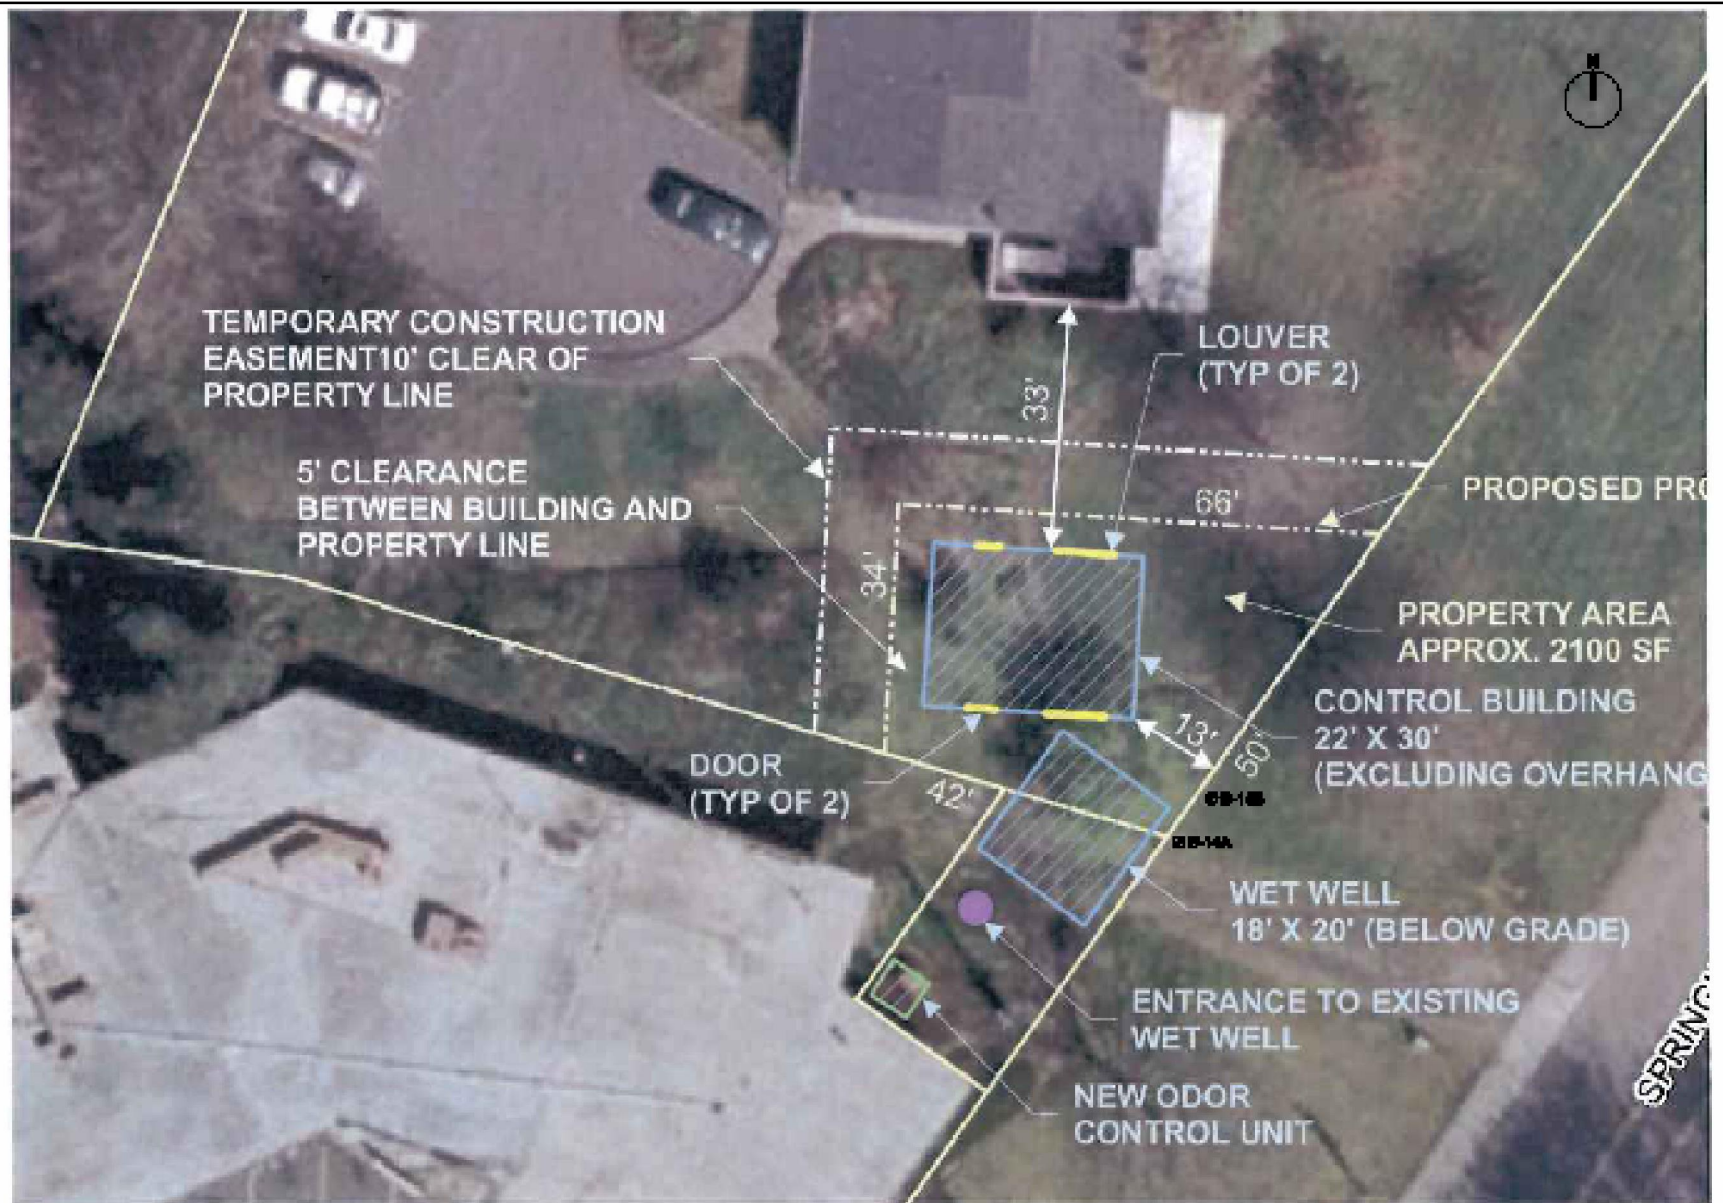 N
TEMPORARY CONSTRUCTION
EASEMENT10' CLEAR OF
PROPERTY LINE
LOUVER
(TYP OF 2)
33'
5' CLEARANCE
BETWEEN BUILDING AND
PROPERTY LINE
66'
PROPOSED PRO
34'
PROPERTY AREA
APPROX. 2100 SF
CONTROL BUILDING
22' X 30'
(EXCLUDING OVERHANG
13'
50'
DOOR
(TYP OF 2)
42'
WET WELL
18' X 20' (BELOW GRADE)
ENTRANCE TO EXISTING
WET WELL
NEW ODOR
CONTROL UNIT
SPRING